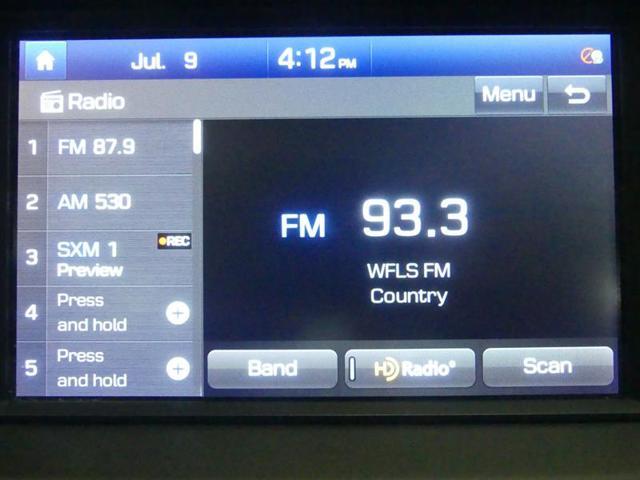 Jul. 9 4:12 PM
Radio Menu
1 FM 87.9
2 AM 530
3 SXM 1 REC
Preview
4 Press
and hold
5 Press
and hold
FM 93.3
WFLS FM
Country
Band HD Radio® Scan